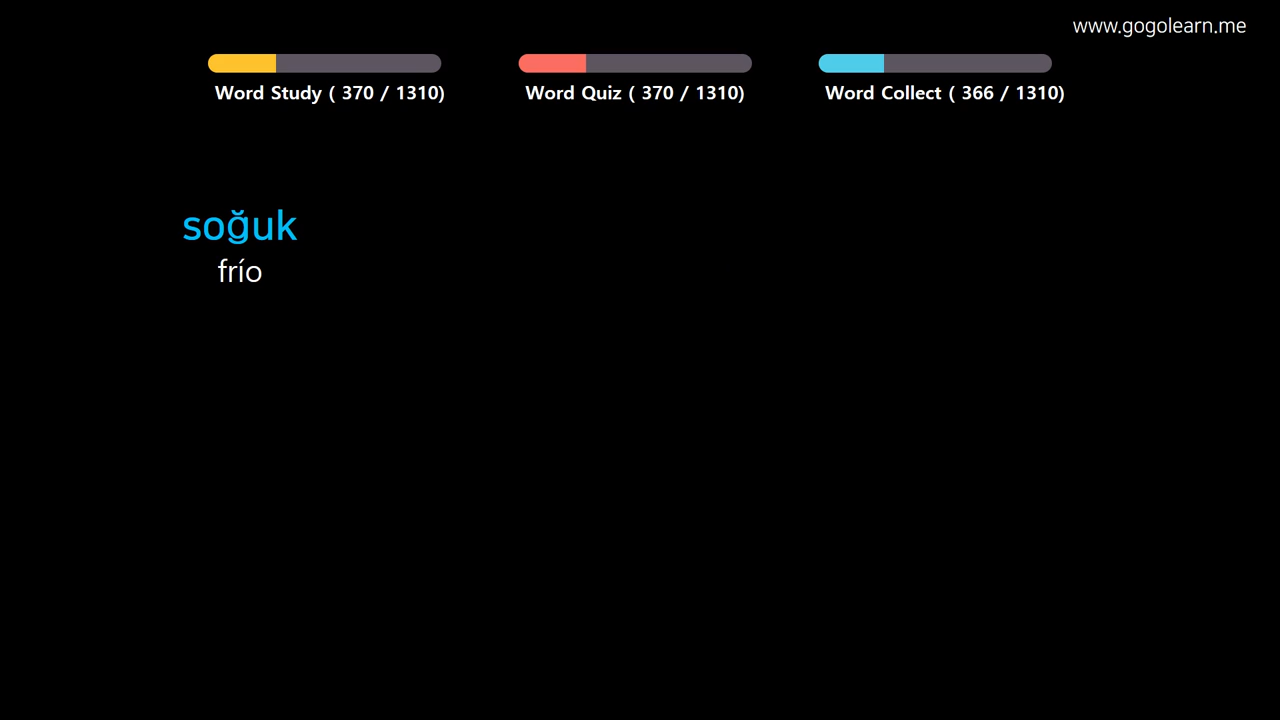 www.gogolearn.me
Word Study ( 370 / 1310)
Word Quiz ( 370 / 1310)
Word Collect ( 366 / 1310)
soğuk
frío